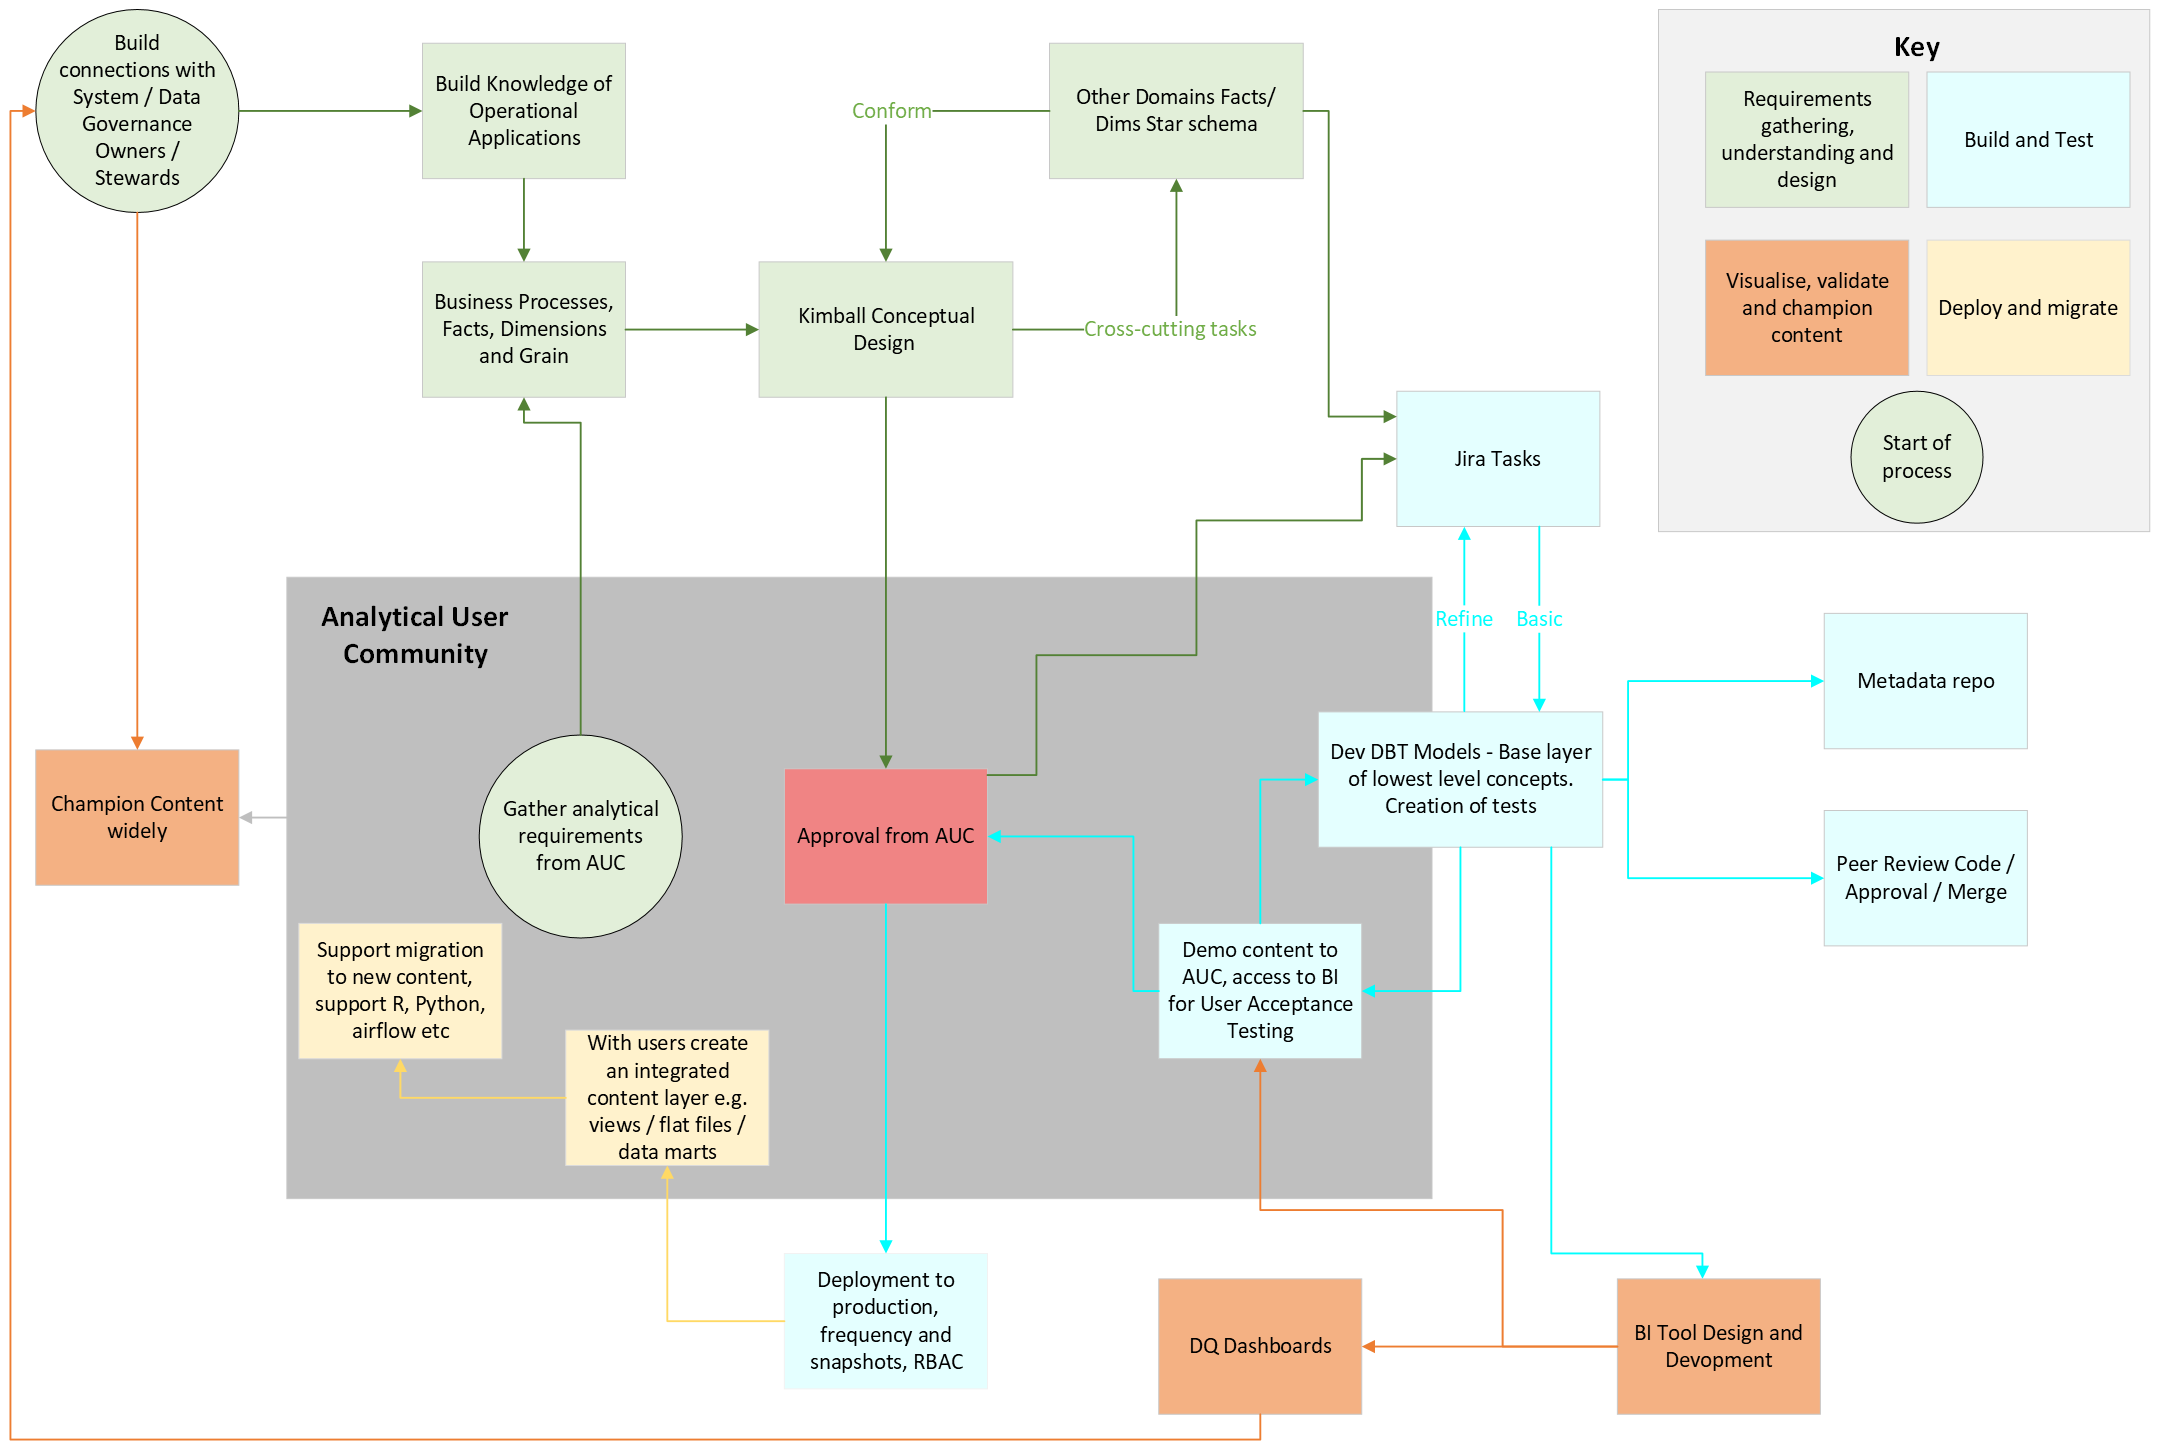 Build
connections with
System / Data
Governance
Owners /
Stewards
Build Knowledge of
Operational
Applications
Conform
Other Domains Facts/
Dims Star schema
Key
Requirements
gathering,
understanding and
design
Build and Test
Visualise, validate
and champion
content
Deploy and migrate
Start of
process
Business Processes,
Facts, Dimensions
and Grain
Kimball Conceptual
Design
Cross-cutting tasks
Jira Tasks
Analytical User
Community
Refine
Basic
Metadata repo
Dev DBT Models - Base layer
of lowest level concepts.
Creation of tests
Champion Content
widely
Gather analytical
requirements
from AUC
Approval from AUC
Peer Review Code /
Approval / Merge
Support migration
to new content,
support R, Python,
airflow etc
Demo content to
AUC, access to BI
for User Acceptance
Testing
With users create
an integrated
content layer e.g.
views / flat files /
data marts
Deployment to
production,
frequency and
snapshots, RBAC
DQ Dashboards
BI Tool Design and
Devopment